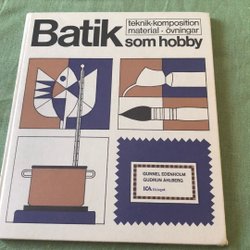 Batik
teknik·komposition
material · övningar
som hobby
GUNNEL EDENHOLM
GUDRUN AHLBERG
ICA förlaget